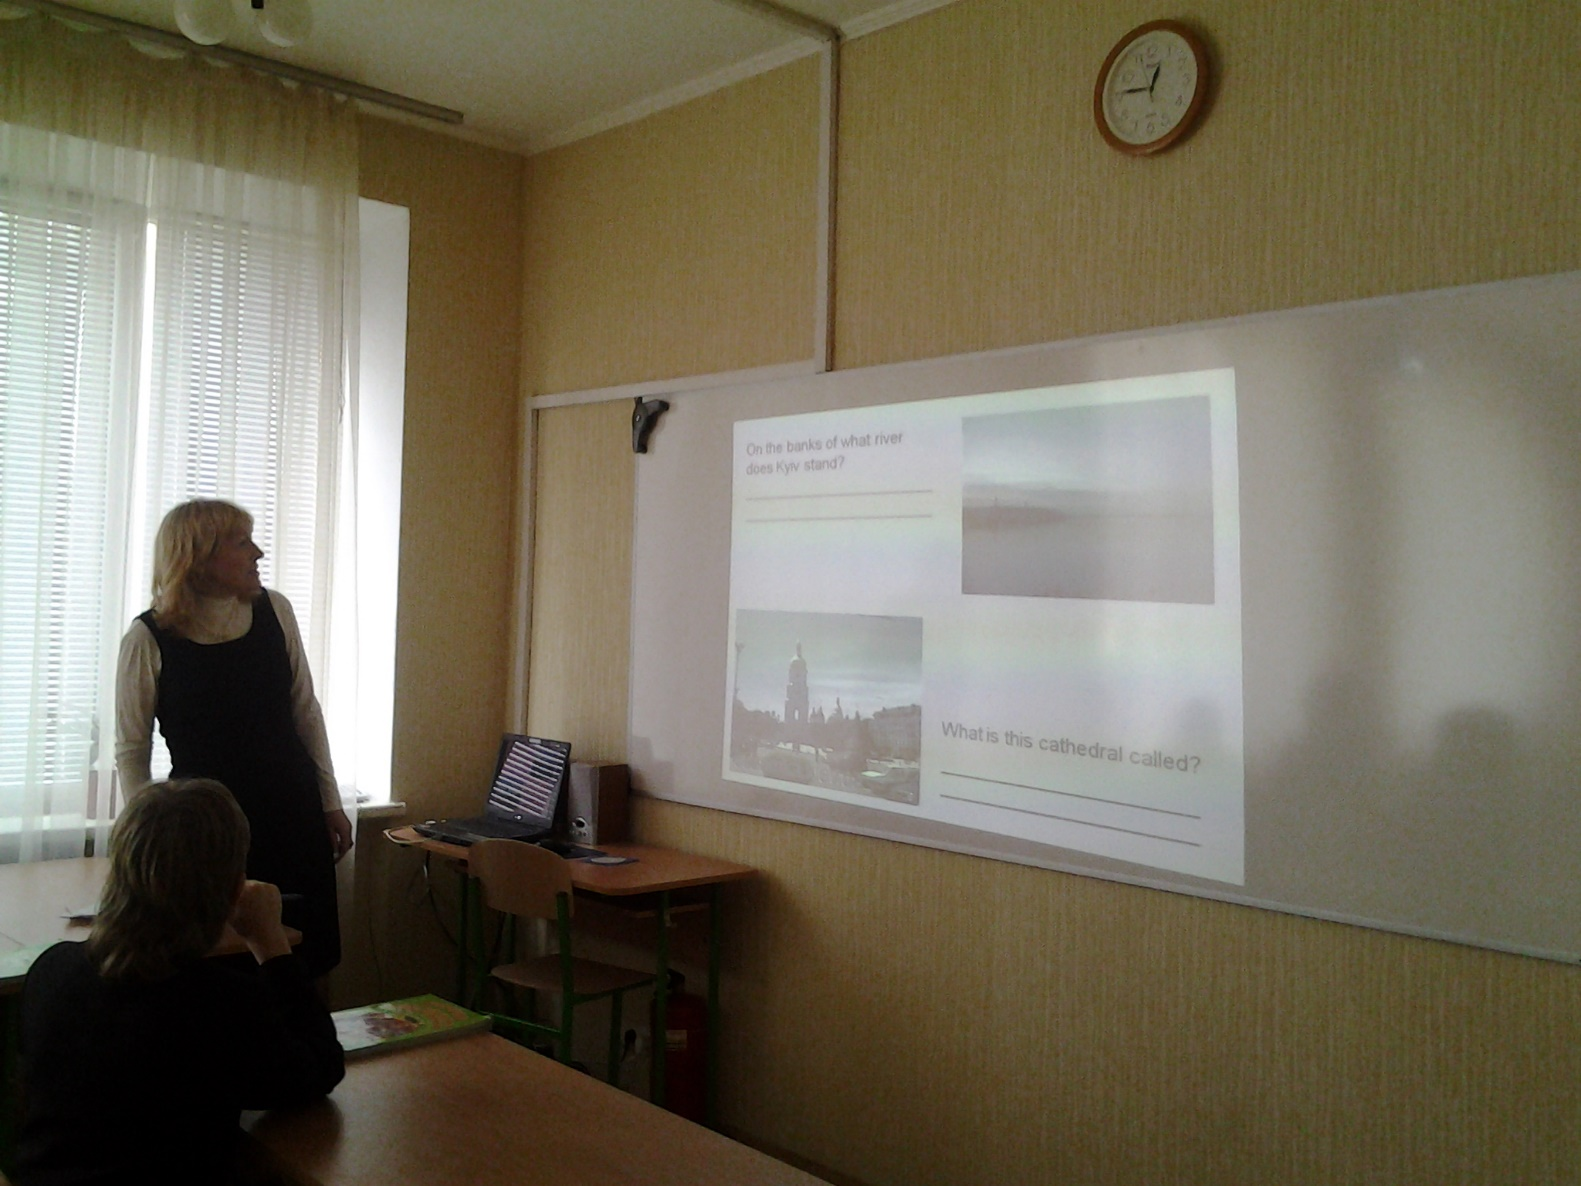 On the banks of what river
does Kyiv stand?
What is this cathedral called?